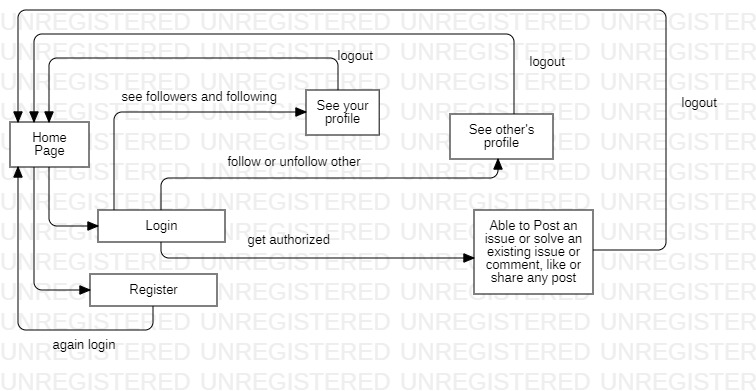 UNREGISTERED UNREGISTERED UNREGISTERED UNREGISTERED
logout
logout
see followers and following
See your
profile
logout
Home
Page
See other's
profile
follow or unfollow other
Login
get authorized
Able to Post an
issue or solve an
existing issue or
comment, like or
share any post
Register
again login